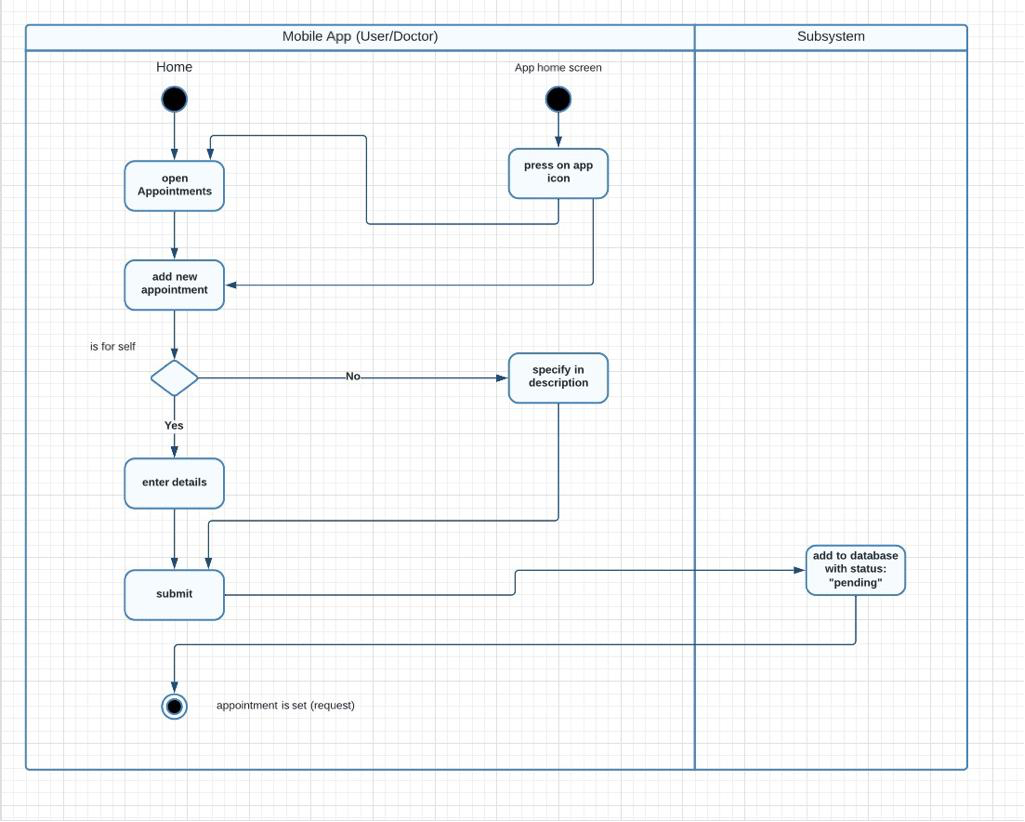 Mobile App (User/Doctor)
Subsystem
Home
App home screen
open
Appointments
press on app
icon
add new
appointment
is for self
No
specify in
description
Yes
enter details
submit
add to database
with status:
"pending"
appointment is set (request)